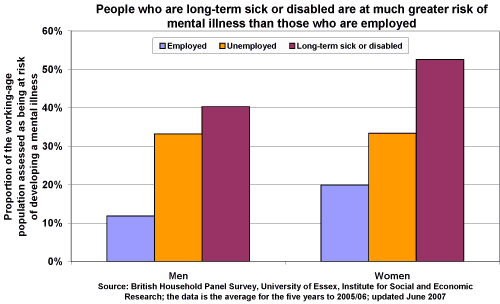 People who are long-term sick or disabled are at much greater risk of
mental illness than those who are employed
Employed
Unemployed
Long-term sick or disabled
Proportion of the working-age
population assessed as being at risk
of developing a mental illness
60%
50%
40%
30%
20%
10%
0%
Men
Women
Source: British Household Panel Survey, University of Essex, Institute for Social and Economic
Research; the data is the average for the five years to 2005/06; updated June 2007